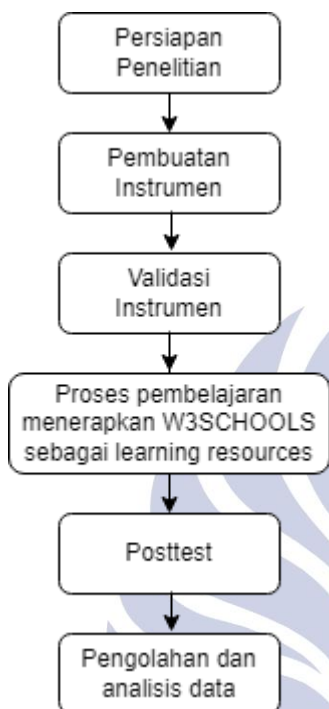 Persiapan
Penelitian
Pembuatan
Instrumen
Validasi
Instrumen
Proses pembelajaran
menerapkan W3SCHOOLS
sebagai learning resources
Posttest
Pengolahan dan
analisis data